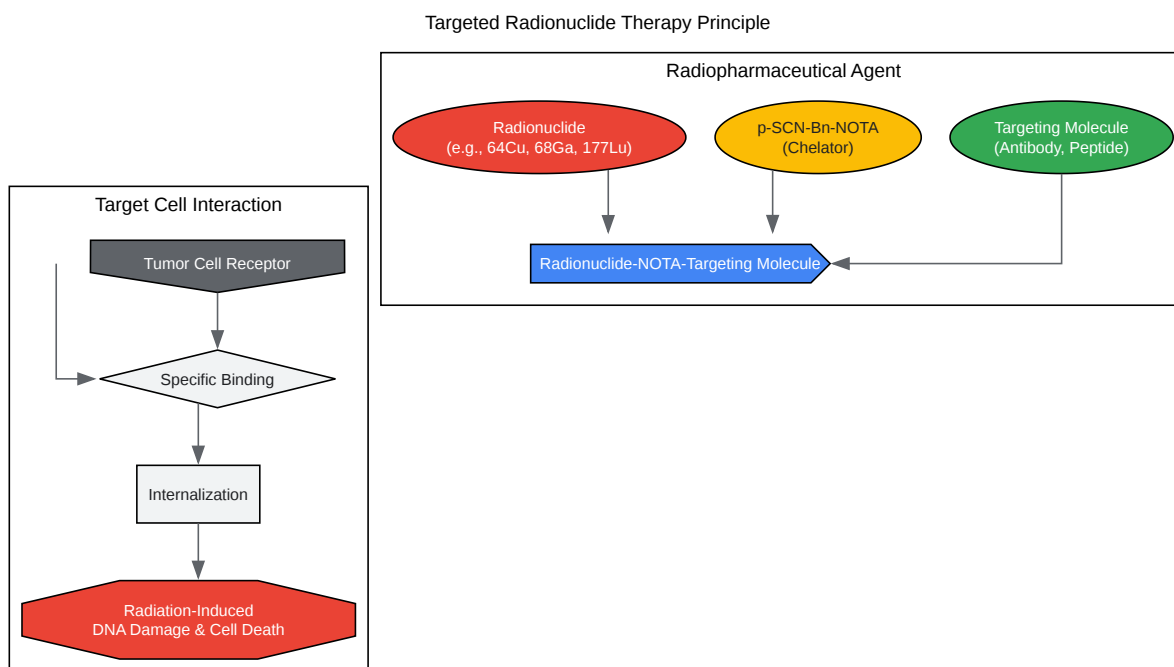 Targeted Radionuclide Therapy Principle
Radiopharmaceutical Agent
Radionuclide
(e.g., 64Cu, 68Ga, 177Lu)
p-SCN-Bn-NOTA
(Chelator)
Targeting Molecule
(Antibody, Peptide)
Radionuclide-NOTA-Targeting Molecule
Target Cell Interaction
Tumor Cell Receptor
Specific Binding
Internalization
Radiation-Induced
DNA Damage & Cell Death